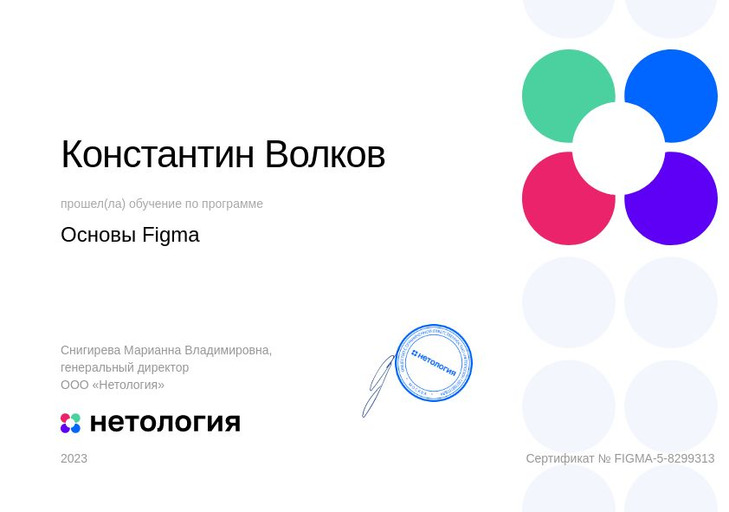 Константин Волков
прошел(ла) обучение по программе
Основы Figma
Снигирева Марианна Владимировна,
генеральный директор
ООО «Нетология»
нетология
нетология
МОСКВА
2023
Сертификат № FIGMA-5-8299313